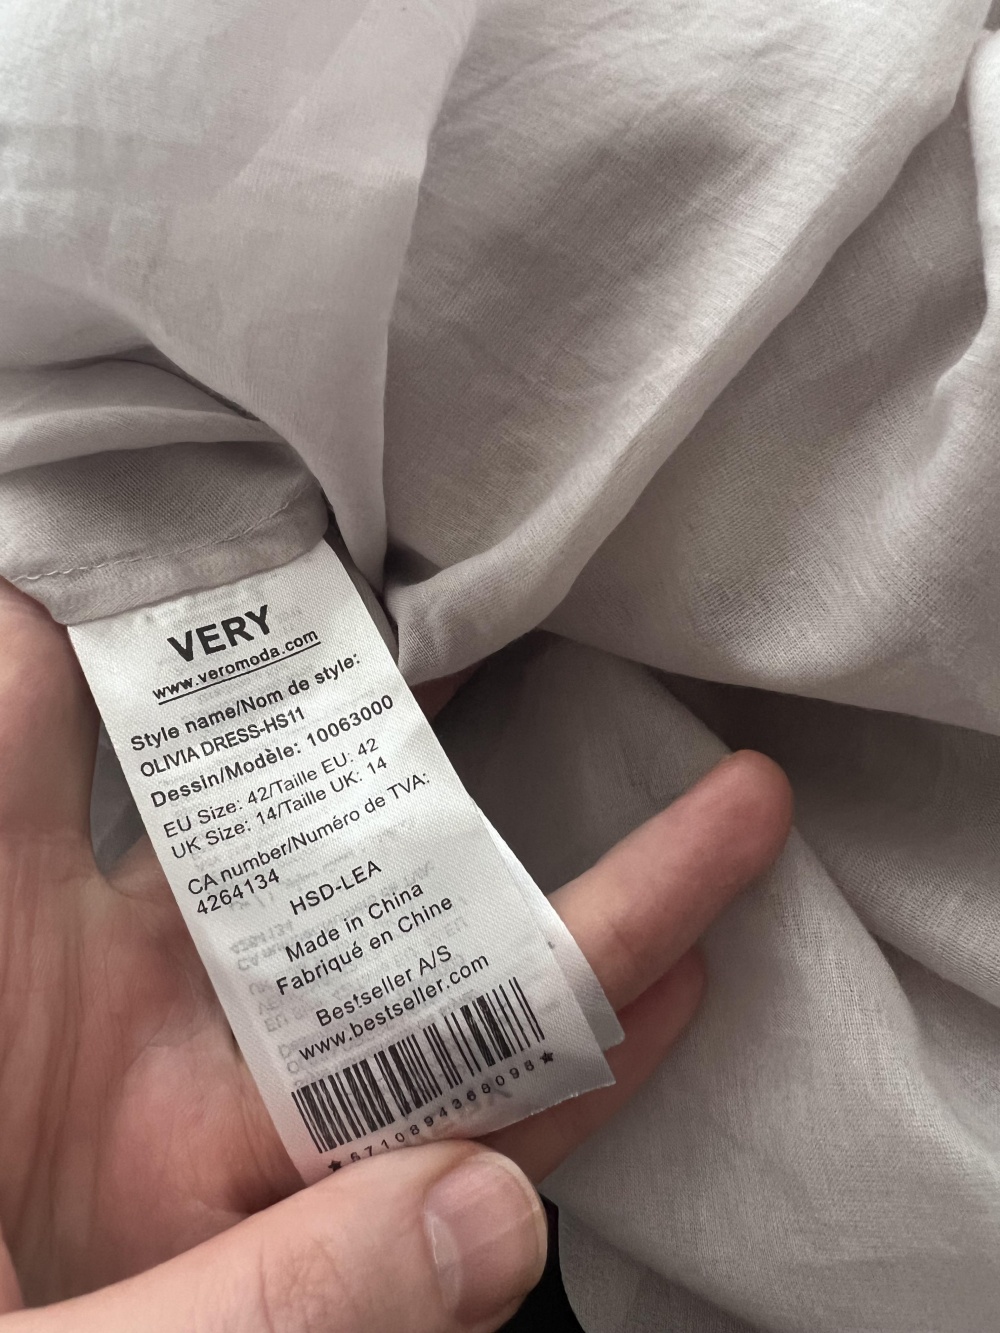 VERY
www.veromoda.com
Style name/Nom de style:
OLIVIA DRESS-HS11
Dessin/Modèle: 10063000
EU Size: 42/Taille EU: 42
UK Size: 14/Taille UK: 14
CA number/Numéro de TVA:
4264134
HSD-LEA
Made in China
Fabriqué en Chine
Bestseller A/S
www.bestseller.com